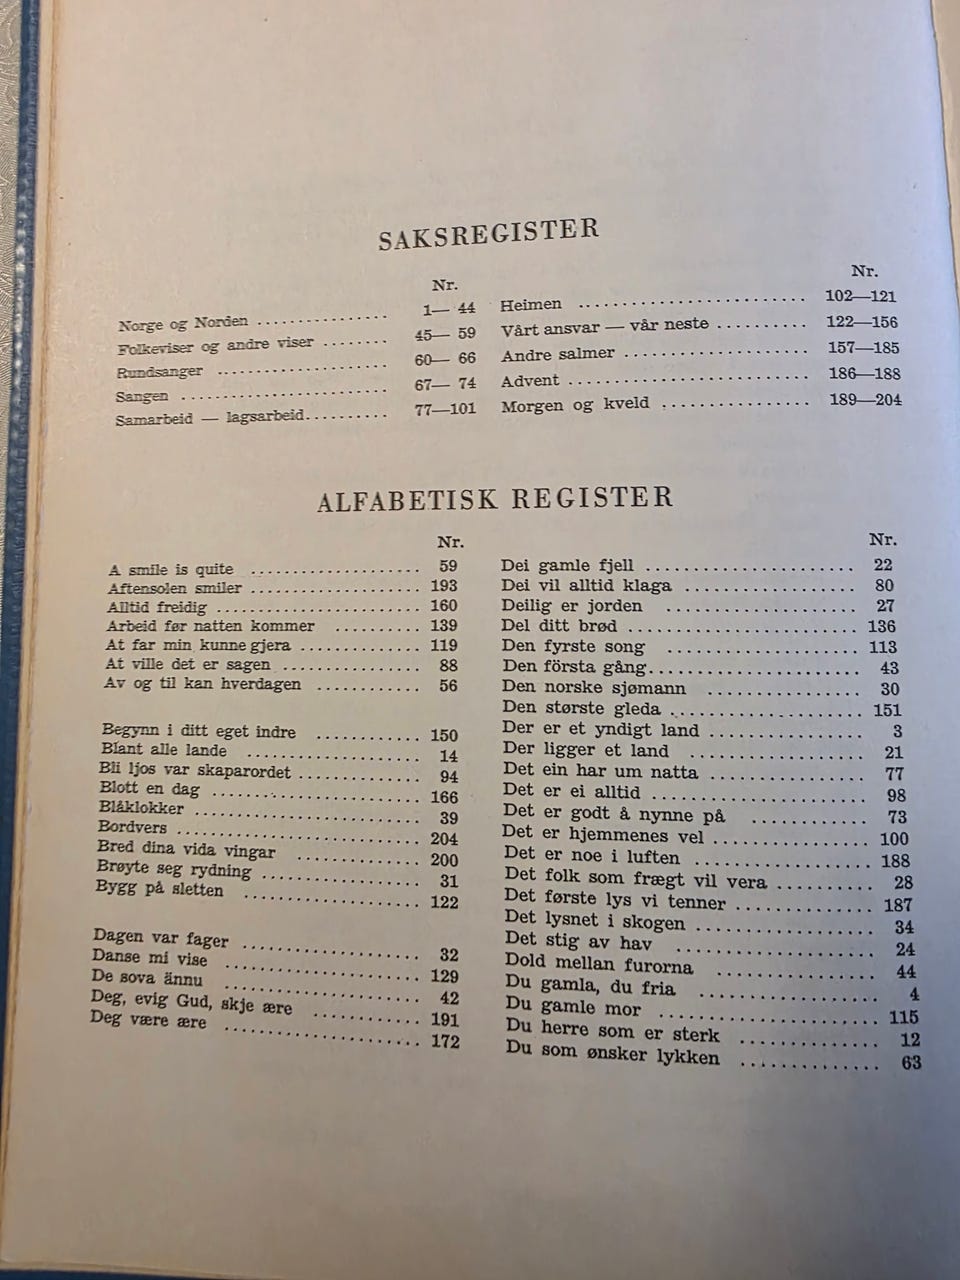 SAKSREGISTER
Nr.
Norge og Norden ................ 1— 44
Folkeviser og andre viser ........ 45— 59
Rundsanger ..................... 60— 66
Sangen ......................... 67— 74
Samarbeid — lagsarbeid.......... 77—101
Nr.
Heimen .......................... 102—121
Vårt ansvar — vår neste .......... 122—156
Andre salmer .................... 157—185
Advent .......................... 186—188
Morgen og kveld ................ 189—204
ALFABETISK REGISTER
Nr.
A smile is quite .................... 59
Aftensolen smiler .................... 193
Alltid freidig ........................ 160
Arbeid før natten kommer .......... 139
At far min kunne gjera .............. 119
At ville det er sagen ................ 88
Av og til kan hverdagen ............ 56
Begynn i ditt eget indre ............ 150
Blant alle lande .................... 14
Bli ljos var skaparordet .............. 94
Blott en dag ........................ 166
Blåklokker .......................... 39
Bordvers ............................ 204
Bred dina vida vingar .............. 200
Brøyte seg rydning .................. 31
Bygg på sletten .................... 122
Dagen var fager .................... 32
Danse mi vise ...................... 129
De sova ännu ...................... 42
Deg, evig Gud, skje ære ............ 191
Deg være ære ...................... 172
Nr.
Dei gamle fjell ........................ 22
Dei vil alltid klaga .................... 80
Deilig er jorden ...................... 27
Del ditt brød .......................... 136
Den fyrste song ...................... 113
Den första gång........................ 43
Den norske sjømann .................. 30
Den største gleda ...................... 151
Der er et yndigt land .................. 3
Der ligger et land .................... 21
Det ein har um natta .................. 77
Det er ei alltid ........................ 98
Det er godt å nynne på .............. 73
Det er hjemmenes vel .................. 100
Det er noe i luften .................... 188
Det folk som frægt vil vera .......... 28
Det første lys vi tenner .............. 187
Det lysnet i skogen .................. 34
Det stig av hav ...................... 24
Dold mellan furorna .................. 44
Du gamla, du fria .................... 4
Du gamle mor ........................ 115
Du herre som er sterk .............. 12
Du som ønsker lykken .............. 63